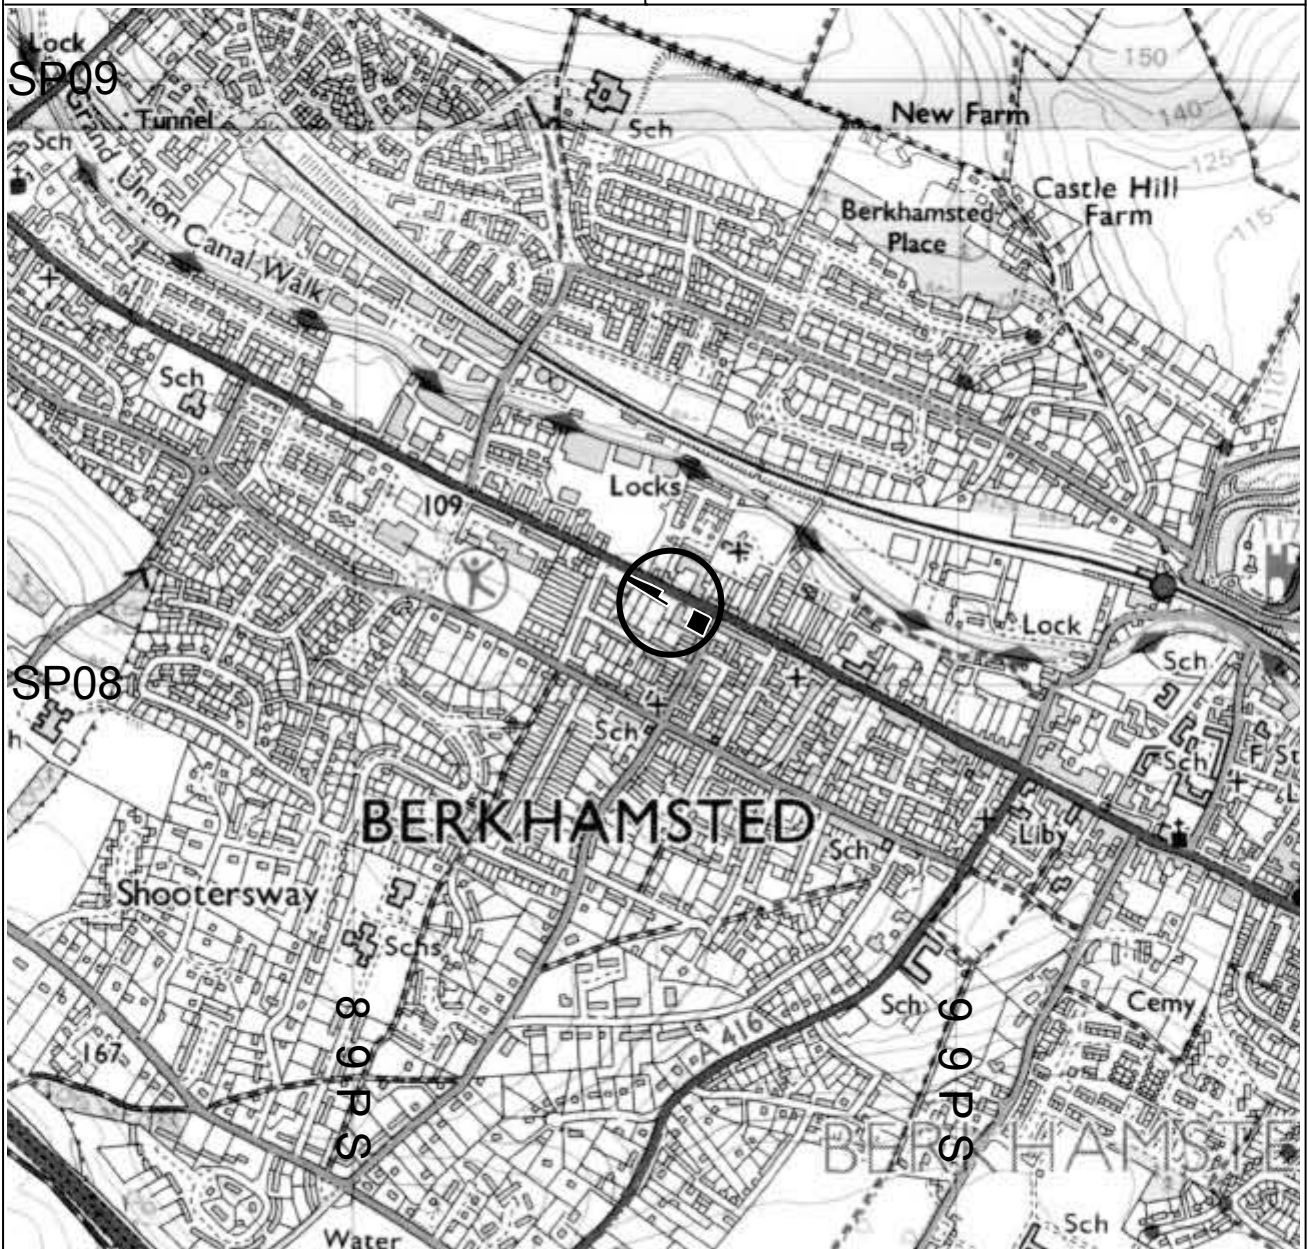 Lock
SP09
150
New Farm
Tunnel
140
Sch
Sch
125
Castle Hill
Farm
Grand Union Canal Walk
Berkhamsted
Place
115
Sch
Locks
109
Lock
Sch
SP08
Sch
Sch
F St
BERKHAMSTED
Liby
Sch
Shootersway
Schs
Sch
Cemy
SP98
SP99
A 416
167
BERKHAMSTE
Sch
Water